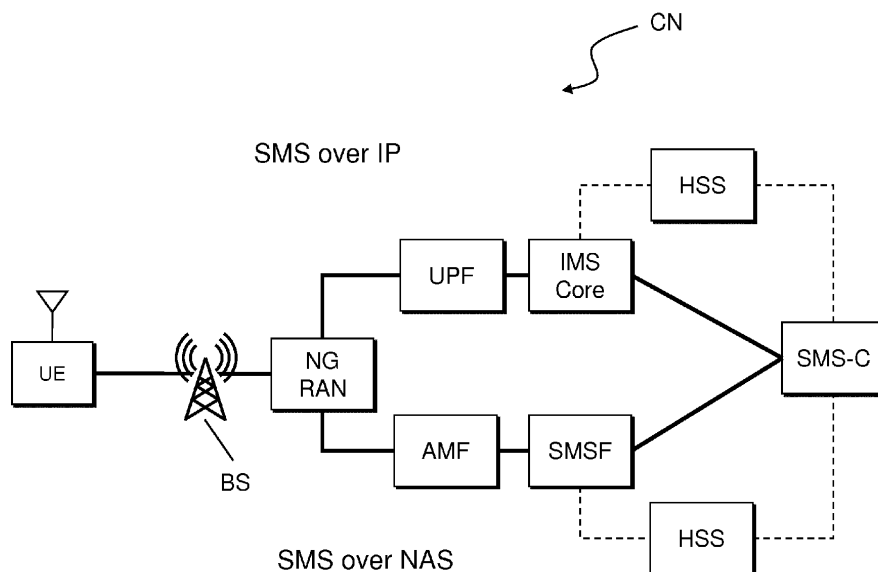 CN
SMS over IP
HSS
UPF
IMS
Core
UE
NG
RAN
SMS-C
AMF
SMSF
BS
HSS
SMS over NAS